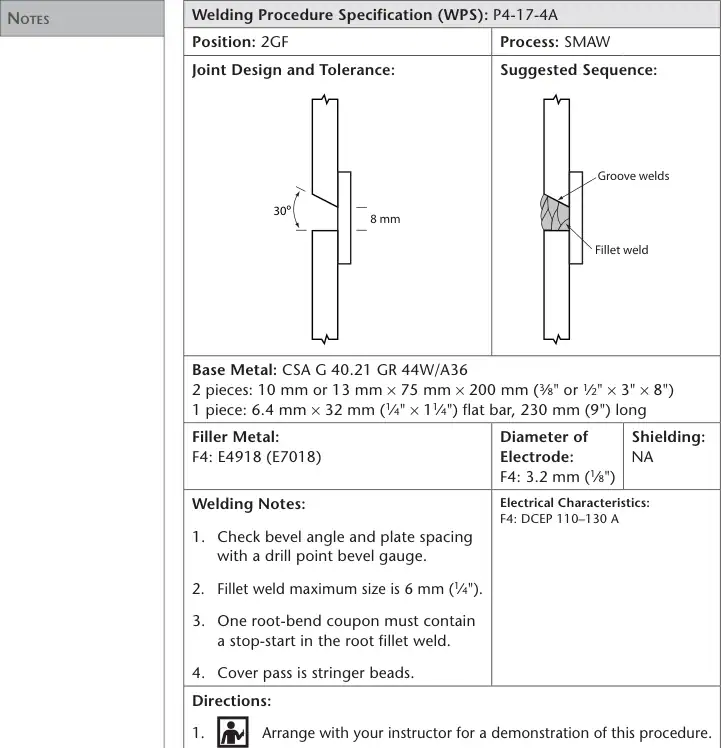 NOTES
Welding Procedure Specification (WPS): P4-17-4A
Position: 2GF
Process: SMAW
Joint Design and Tolerance:
Suggested Sequence:
30º
8 mm
Groove welds
Fillet weld
Base Metal: CSA G 40.21 GR 44W/A36
2 pieces: 10 mm or 13 mm × 75 mm × 200 mm (⅜" or ½" × 3" × 8")
1 piece: 6.4 mm × 32 mm (¼" × 1¼") flat bar, 230 mm (9") long
Filler Metal:
F4: E4918 (E7018)
Diameter of
Electrode:
F4: 3.2 mm (⅛")
Shielding:
NA
Welding Notes:
1. Check bevel angle and plate spacing
with a drill point bevel gauge.
2. Fillet weld maximum size is 6 mm (¼").
3. One root-bend coupon must contain
a stop-start in the root fillet weld.
4. Cover pass is stringer beads.
Electrical Characteristics:
F4: DCEP 110–130 A
Directions:
1. Arrange with your instructor for a demonstration of this procedure.